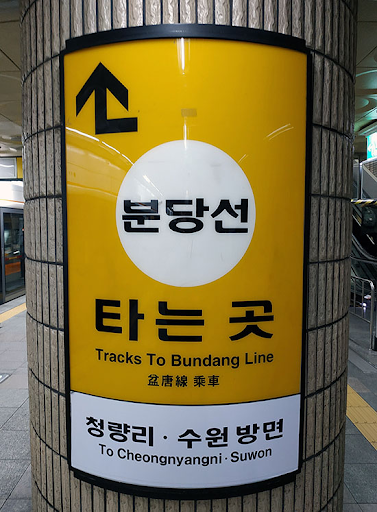 분당선
타는 곳
Tracks To Bundang Line
盆唐線 乘車
청량리 · 수원 방면
To Cheongnyangni · Suwon